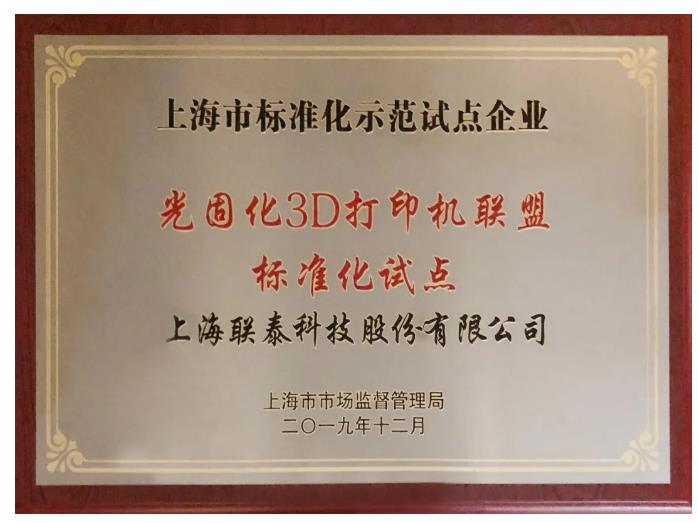 上海市标准化示范试点企业
光固化3D打印机联盟
标准化试点
上海联泰科技股份有限公司
上海市市场监督管理局
二〇一九年十二月